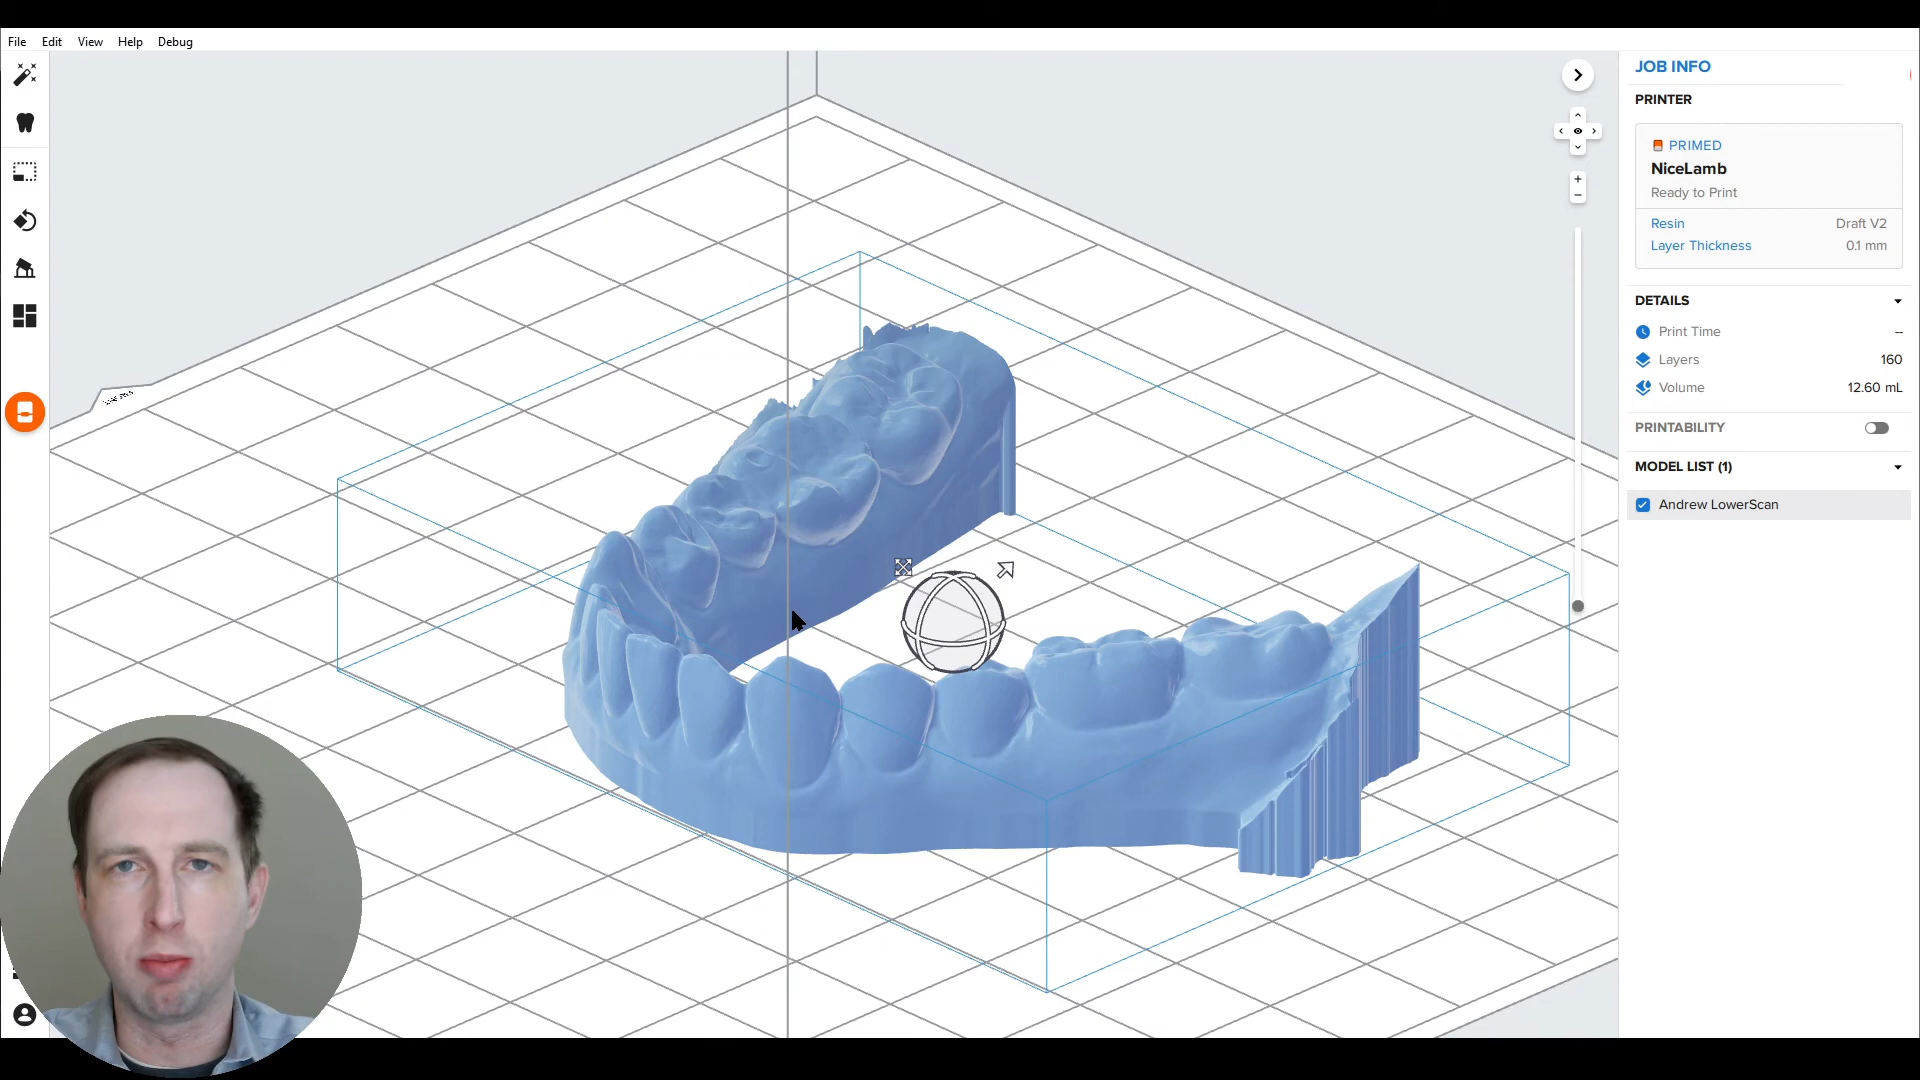 File Edit View Help Debug
JOB INFO
PRINTER
PRIMED
NiceLamb
Ready to Print
Resin Draft V2
Layer Thickness 0.1 mm
DETAILS
Print Time --
Layers 160
Volume 12.60 mL
PRINTABILITY
MODEL LIST (1)
Andrew LowerScan